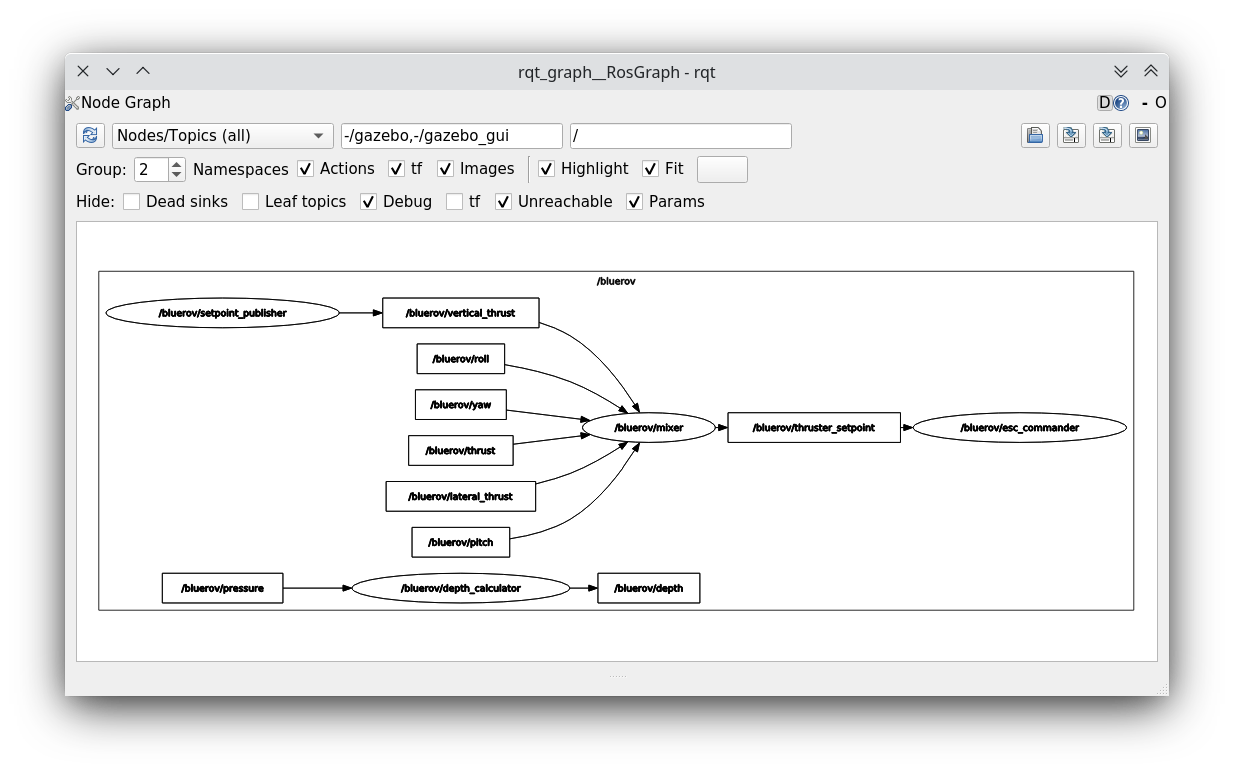 rqt_graph__RosGraph - rqt
Node Graph
D
- O
Nodes/Topics (all)
-/gazebo,-/gazebo_gui
/
Group: 2 Namespaces Actions tf Images Highlight Fit
Hide: Dead sinks Leaf topics Debug tf Unreachable Params
/bluerov
/bluerov/setpoint_publisher
/bluerov/vertical_thrust
/bluerov/roll
/bluerov/yaw
/bluerov/mixer
/bluerov/thruster_setpoint
/bluerov/esc_commander
/bluerov/thrust
/bluerov/lateral_thrust
/bluerov/pitch
/bluerov/pressure
/bluerov/depth_calculator
/bluerov/depth